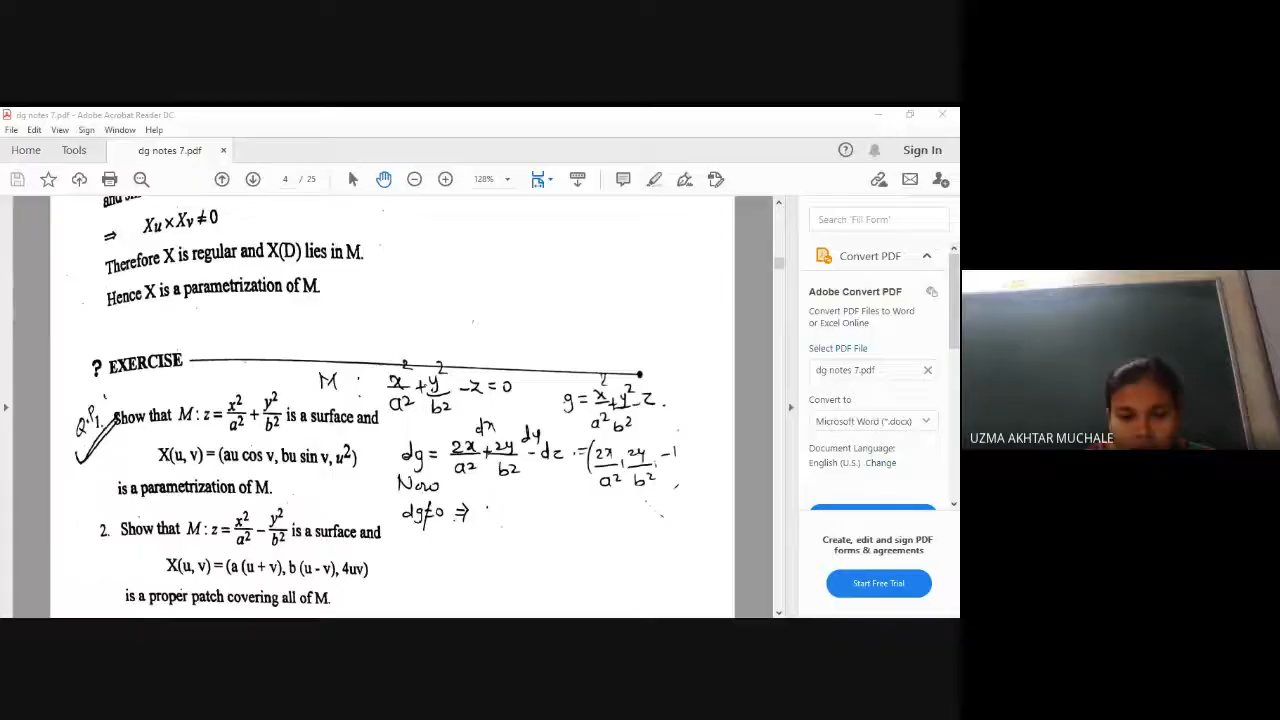 dg notes 7.pdf - Adobe Acrobat Reader DC
File Edit View Sign Window Help
Home Tools dg notes 7.pdf × Sign In
4 / 25 128%
⇒ Xu × Xv ≠ 0
Therefore X is regular and X(D) lies in M.
Hence X is a parametrization of M.
? EXERCISE
M : x²/a² + y²/b² - z = 0
g = x²/a² + y²/b² - z.
Q.P1. Show that M : z = x²/a² + y²/b² is a surface and
X(u, v) = (au cos v, bu sin v, u²)
is a parametrization of M.
dg = 2x/a² dx + 2y/b² dy - dz = (2x/a², 2y/b², -1
Now
dg ≠ 0 ⇒
2. Show that M : z = x²/a² - y²/b² is a surface and
X(u, v) = (a (u + v), b (u - v), 4uv)
is a proper patch covering all of M.
Search 'Fill Form'
Convert PDF
Adobe Convert PDF
Convert PDF Files to Word
or Excel Online
Select PDF File
dg notes 7.pdf ×
Convert to
Microsoft Word (*.docx)
Document Language:
English (U.S.) Change
Create, edit and sign PDF
forms & agreements
Start Free Trial
UZMA AKHTAR MUCHALE